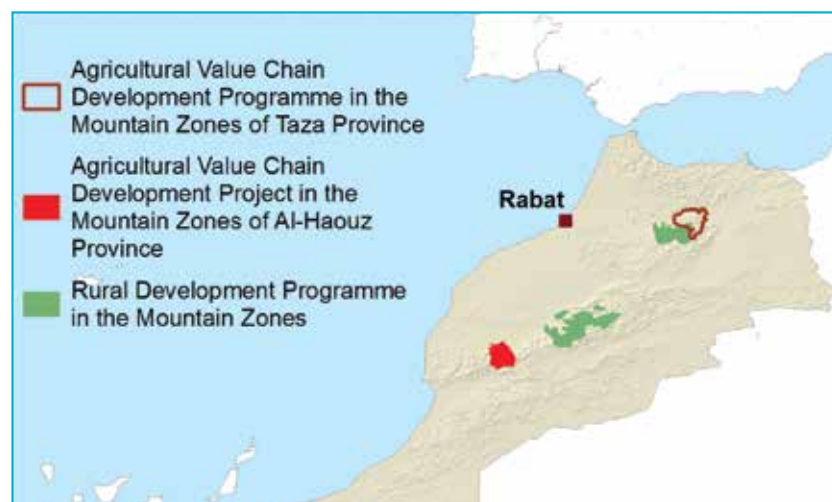 Agricultural Value Chain
Development Programme in the
Mountain Zones of Taza Province
Agricultural Value Chain
Development Project in the
Mountain Zones of Al-Haouz
Province
Rural Development Programme
in the Mountain Zones
Rabat